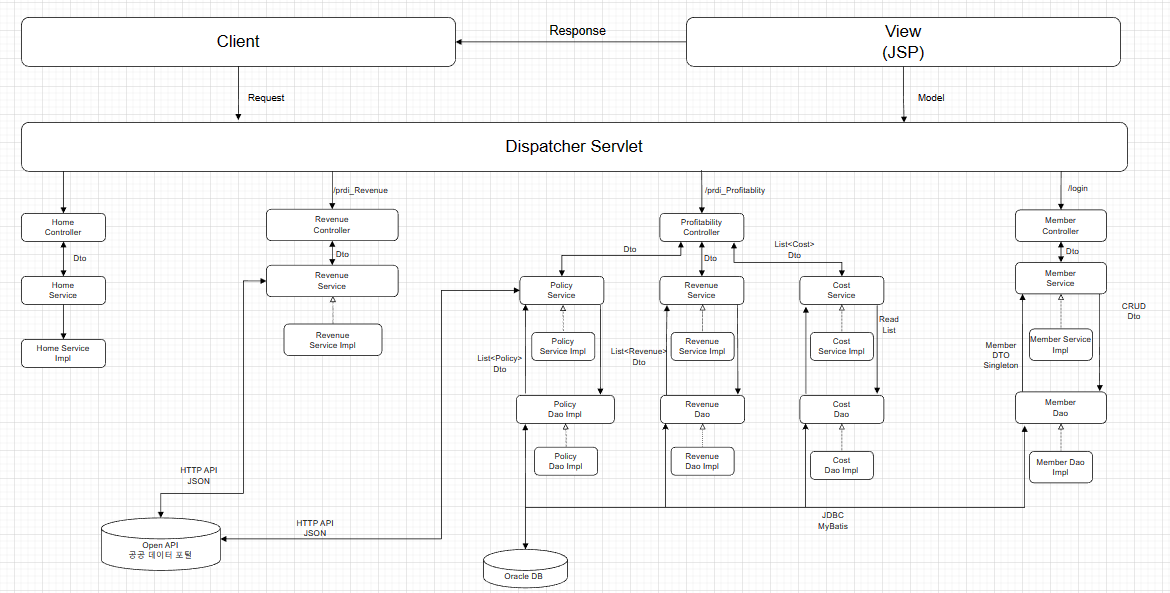 Client
Response
View
(JSP)
Request
Model
Dispatcher Servlet
/prdi_Revenue
/prdi_Profitablity
/login
Home
Controller
Revenue
Controller
Profitability
Controller
Member
Controller
Dto
Dto
Dto
Dto
List<Cost>
Dto
Dto
Home
Service
Revenue
Service
Policy
Service
Revenue
Service
Cost
Service
Member
Service
Home Service
Impl
Revenue
Service Impl
Policy
Service Impl
Revenue
Service Impl
Cost
Service Impl
Member Service
Impl
Read
List
CRUD
Dto
List<Policy>
Dto
List<Revenue>
Dto
Member
DTO
Singleton
Policy
Dao Impl
Revenue
Dao
Cost
Dao
Member
Dao
Policy
Dao Impl
Revenue
Dao Impl
Cost
Dao Impl
Member Dao
Impl
HTTP API
JSON
HTTP API
JSON
JDBC
MyBatis
Open API
공공 데이터 포털
Oracle DB